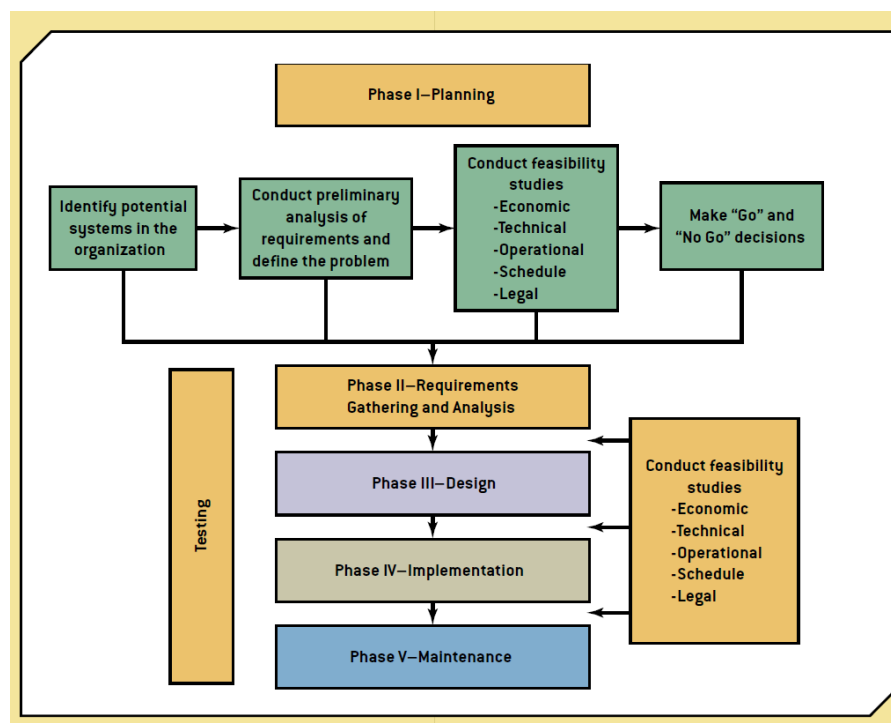 Phase I–Planning
Identify potential
systems in the
organization
Conduct preliminary
analysis of
requirements and
define the problem
Conduct feasibility
studies
-Economic
-Technical
-Operational
-Schedule
-Legal
Make “Go” and
“No Go” decisions
Phase II–Requirements
Gathering and Analysis
Testing
Phase III–Design
Conduct feasibility
studies
-Economic
-Technical
-Operational
-Schedule
-Legal
Phase IV–Implementation
Phase V–Maintenance